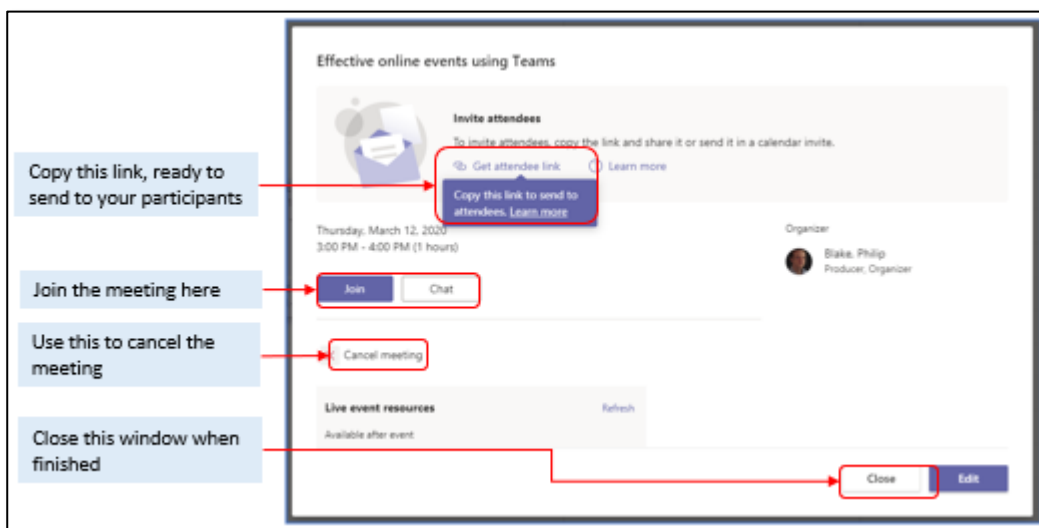 Effective online events using Teams
Invite attendees
To invite attendees, copy the link and share it or send it in a calendar invite.
Get attendee link
Learn more
Copy this link to send to
attendees. Learn more
Copy this link, ready to
send to your participants
Thursday, March 12, 2020
3:00 PM - 4:00 PM (1 hours)
Organizer
Blake, Philip
Producer, Organizer
Join the meeting here
Join
Chat
Use this to cancel the
meeting
Cancel meeting
Live event resources
Refresh
Available after event
Close this window when
finished
Close
Edit